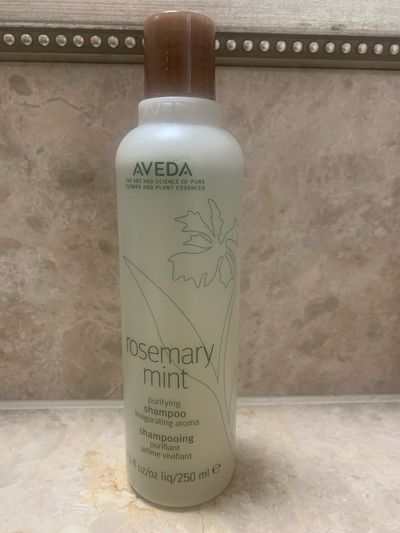 AVEDA
AVEDA
THE ART AND SCIENCE OF PURE
FLOWER AND PLANT ESSENCES
rosemary
mint
purifying
shampoo
invigorating aroma
shampooing
purifiant
arôme vivifiant
fl oz/oz liq/250 ml e